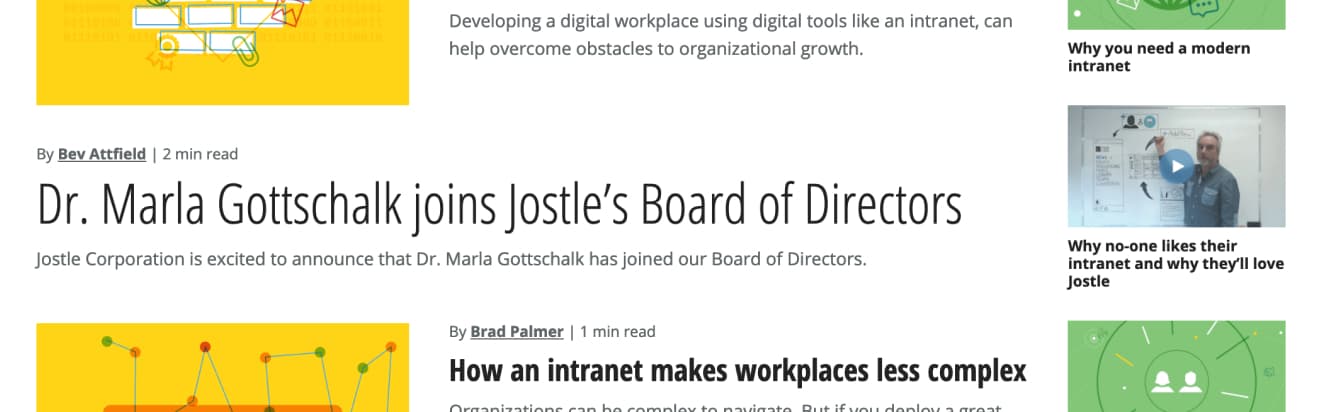 Developing a digital workplace using digital tools like an intranet, can
help overcome obstacles to organizational growth.
By Bev Attfield | 2 min read
Dr. Marla Gottschalk joins Jostle’s Board of Directors
Jostle Corporation is excited to announce that Dr. Marla Gottschalk has joined our Board of Directors.
By Brad Palmer | 1 min read
How an intranet makes workplaces less complex
Organizations can be complex to navigate. But if you deploy a great
Why you need a modern
intranet
Why no-one likes their
intranet and why they’ll love
Jostle